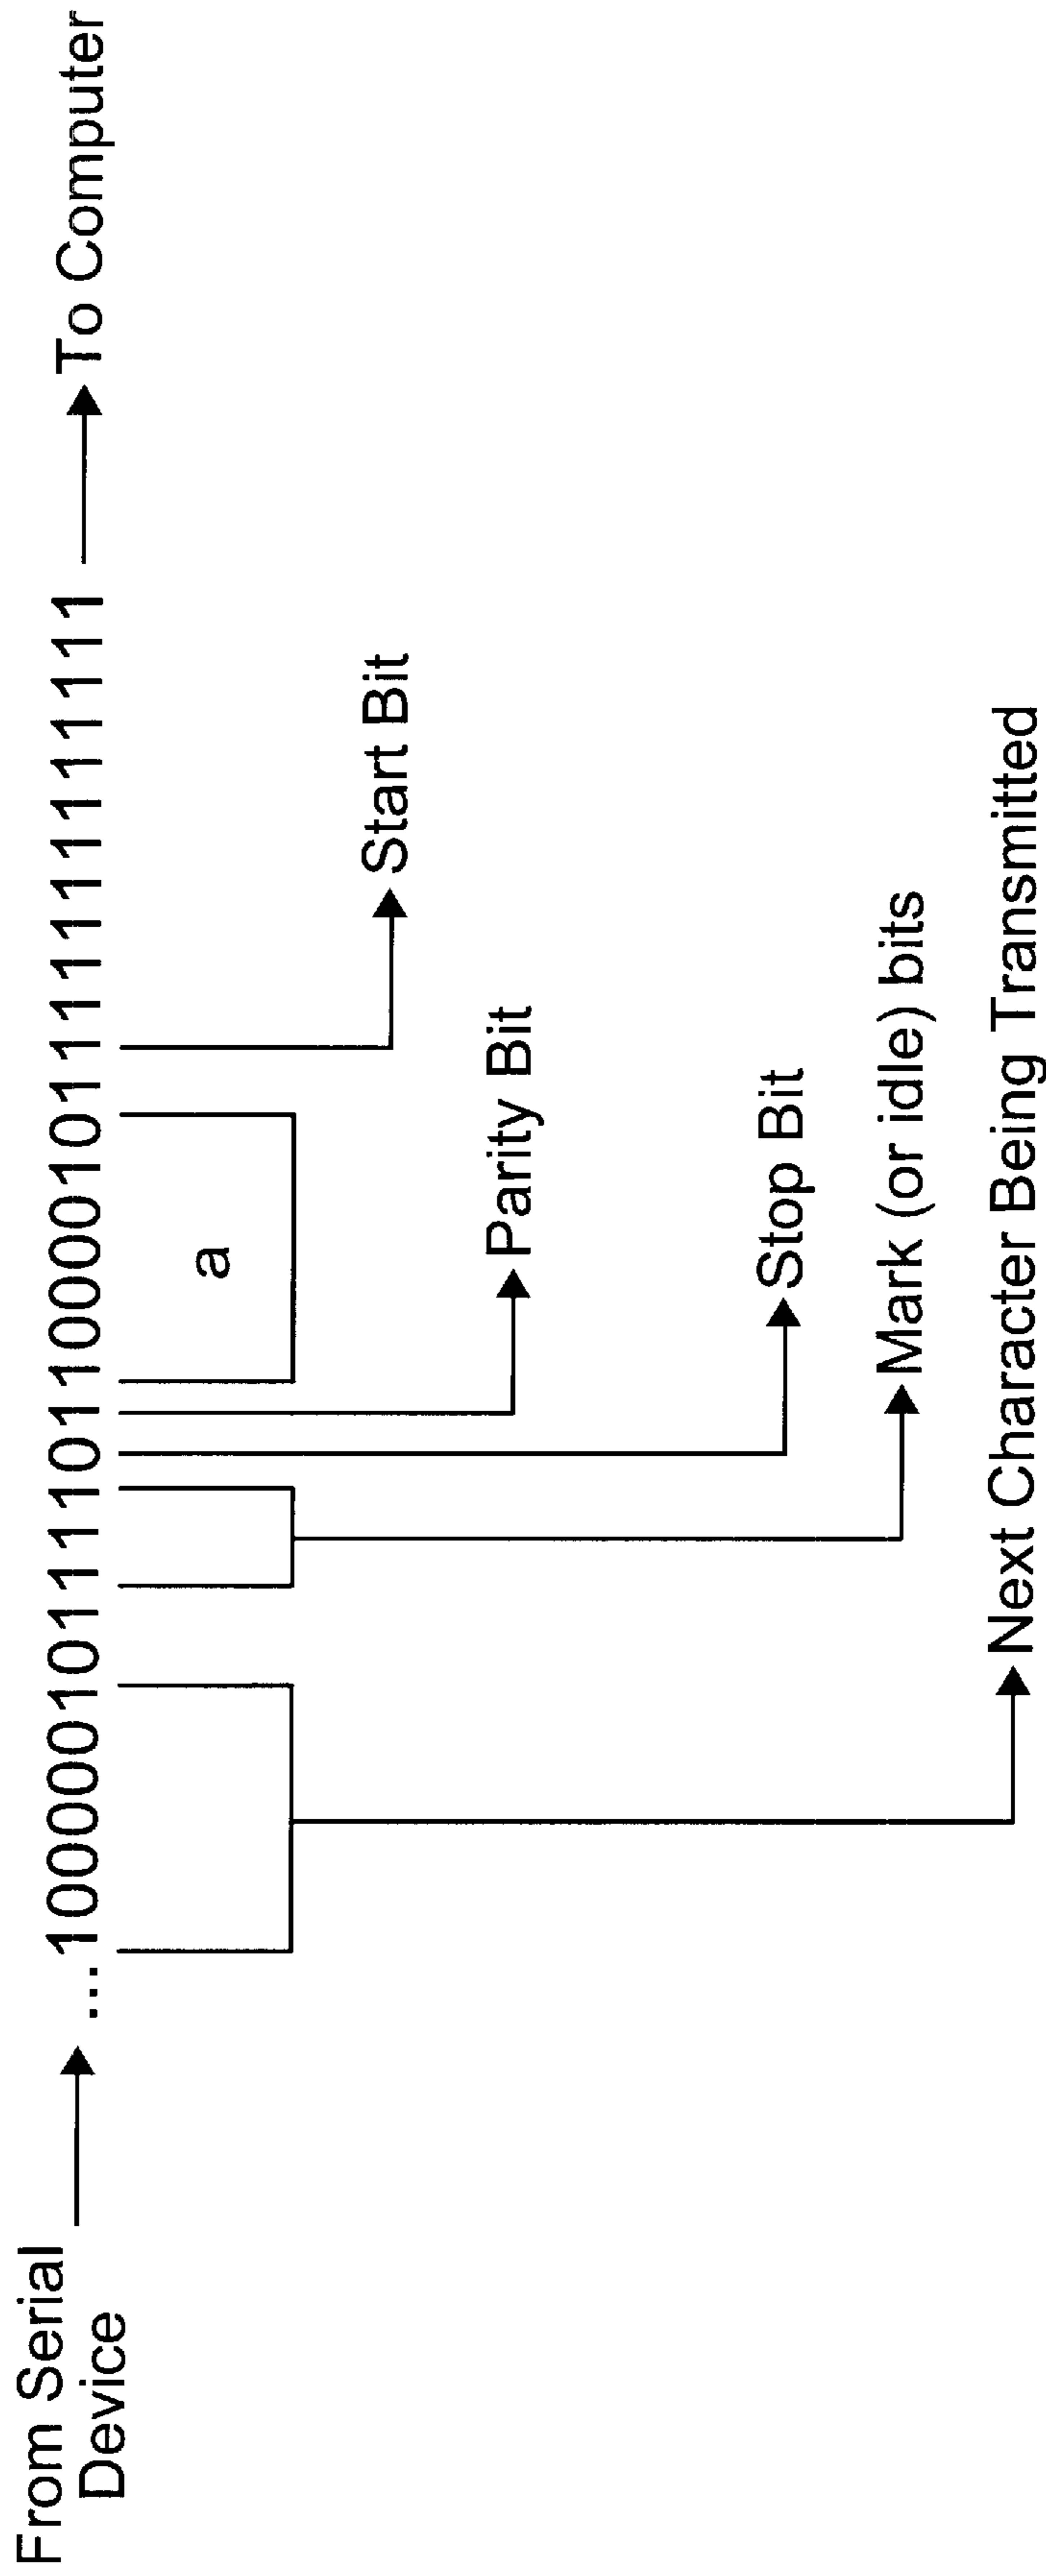 From Serial
Device
...1000001011110110000101111111111111
To Computer
a
Start Bit
Parity Bit
Stop Bit
Mark (or idle) bits
Next Character Being Transmitted